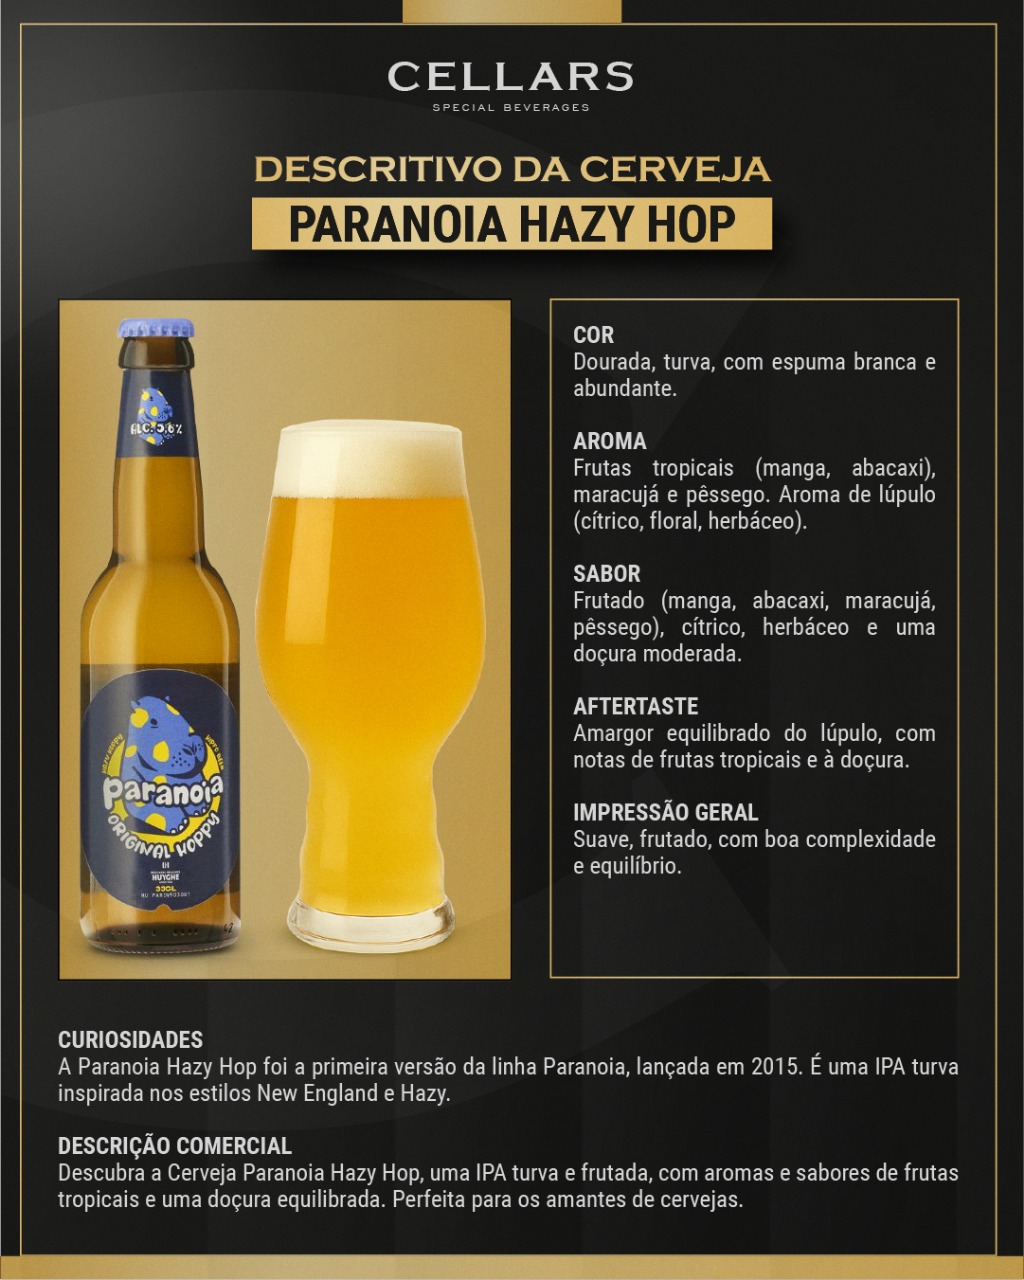 CELLARS
SPECIAL BEVERAGES
DESCRITIVO DA CERVEJA
PARANOIA HAZY HOP
ALC. 5,6%
paranoia
ORIGINAL HOPPY
HUYGHE
33CL
COR
Dourada, turva, com espuma branca e
abundante.
AROMA
Frutas tropicais (manga, abacaxi),
maracujá e pêssego. Aroma de lúpulo
(cítrico, floral, herbáceo).
SABOR
Frutado (manga, abacaxi, maracujá,
pêssego), cítrico, herbáceo e uma
doçura moderada.
AFTERTASTE
Amargor equilibrado do lúpulo, com
notas de frutas tropicais e à doçura.
IMPRESSÃO GERAL
Suave, frutado, com boa complexidade
e equilíbrio.
CURIOSIDADES
A Paranoia Hazy Hop foi a primeira versão da linha Paranoia, lançada em 2015. É uma IPA turva
inspirada nos estilos New England e Hazy.
DESCRIÇÃO COMERCIAL
Descubra a Cerveja Paranoia Hazy Hop, uma IPA turva e frutada, com aromas e sabores de frutas
tropicais e uma doçura equilibrada. Perfeita para os amantes de cervejas.